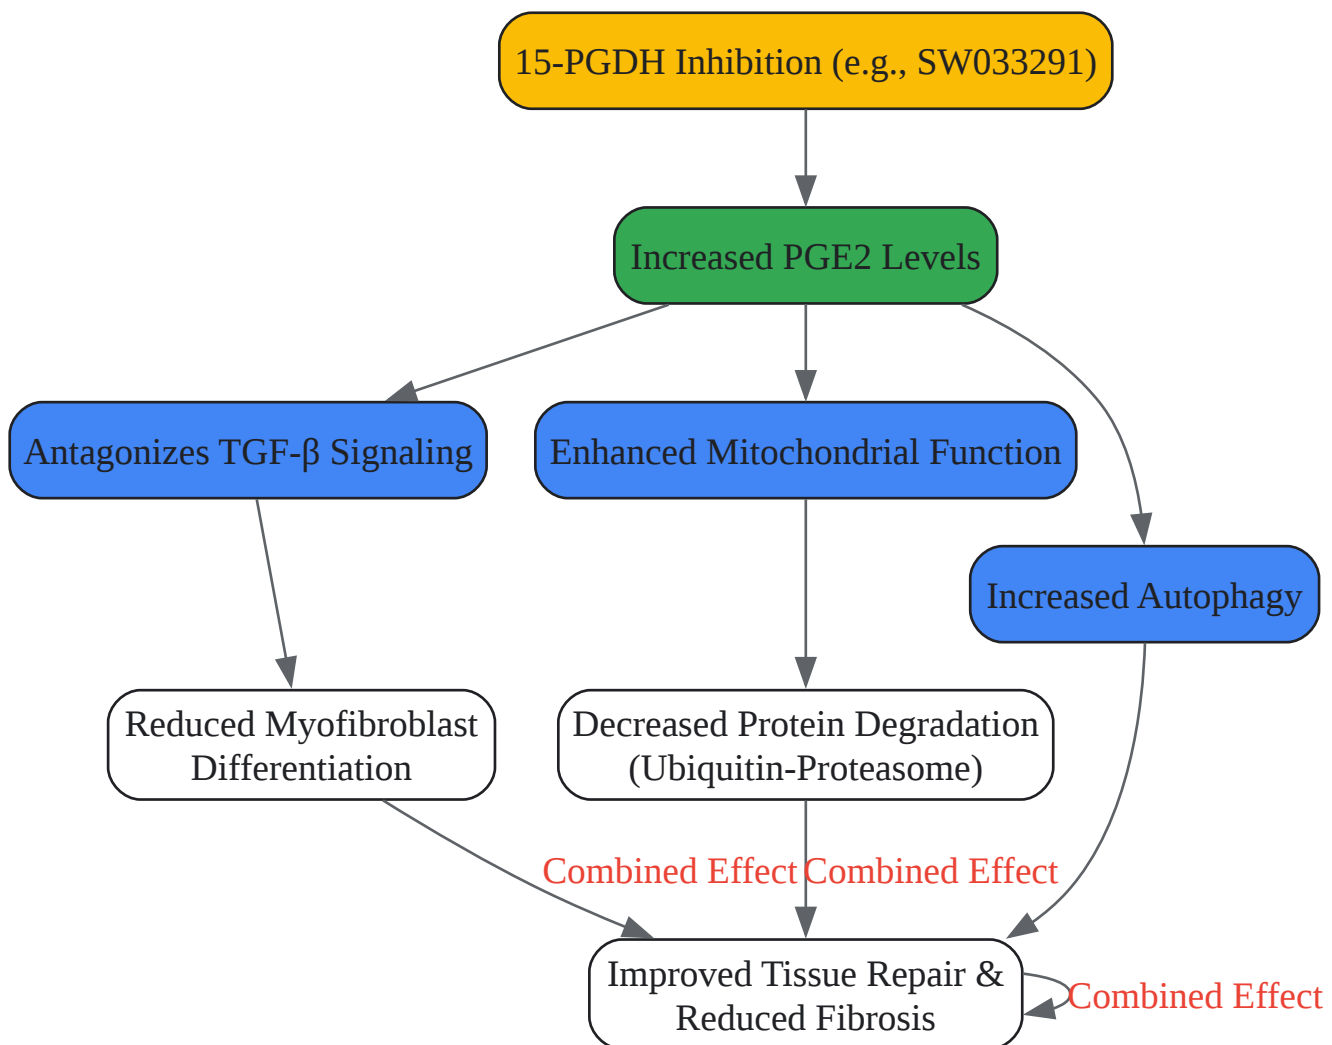 15-PGDH Inhibition (e.g., SW033291)
Increased PGE2 Levels
Antagonizes TGF-β Signaling
Enhanced Mitochondrial Function
Increased Autophagy
Reduced Myofibroblast
Differentiation
Decreased Protein Degradation
(Ubiquitin-Proteasome)
Combined Effect
Combined Effect
Improved Tissue Repair &
Reduced Fibrosis
Combined Effect